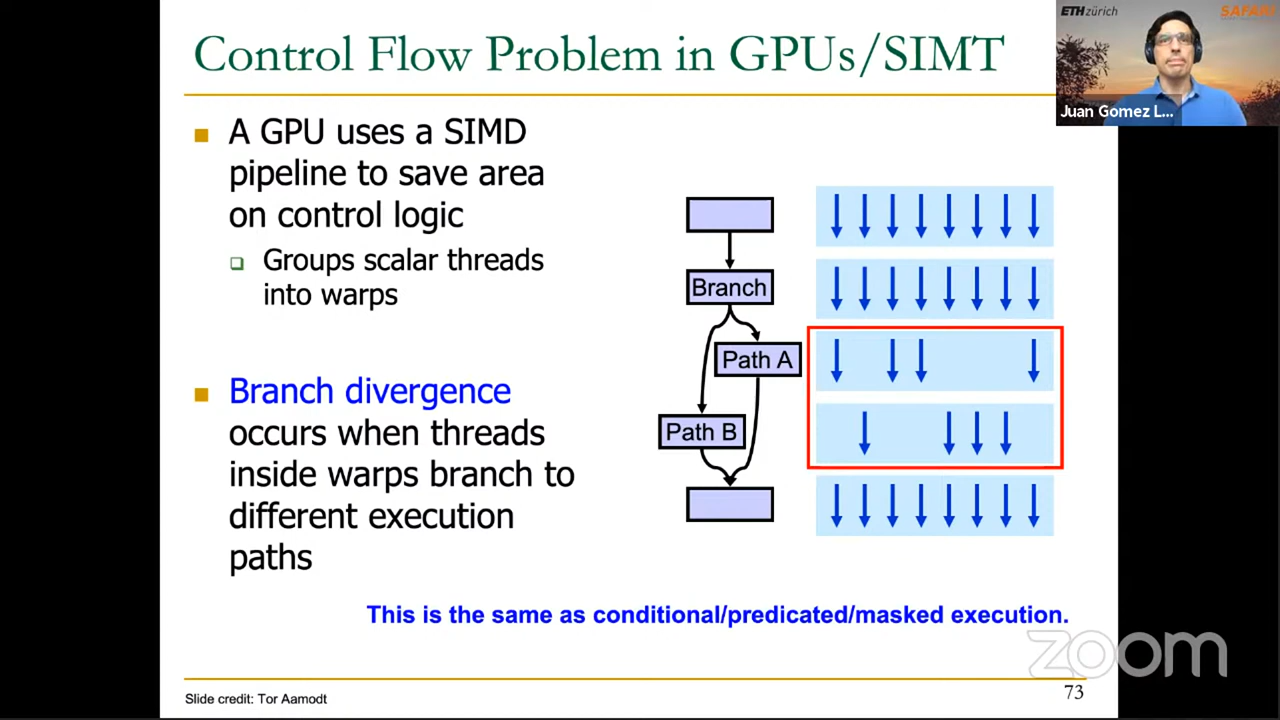 Control Flow Problem in GPUs/SIMT
ETH zürich
SAFARI
Juan Gomez L...
A GPU uses a SIMD
pipeline to save area
on control logic
Groups scalar threads
into warps
Branch divergence
occurs when threads
inside warps branch to
different execution
paths
Branch
Path A
Path B
This is the same as conditional/predicated/masked execution.
zoom
Slide credit: Tor Aamodt
73